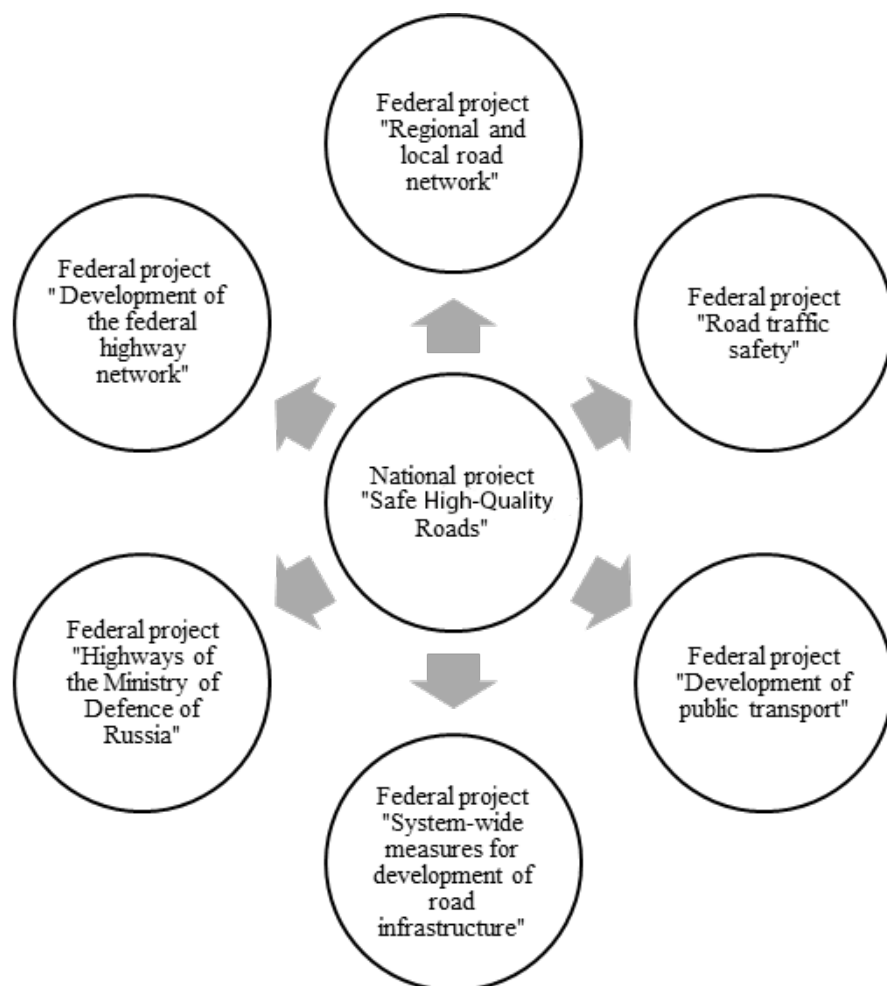 Federal project
"Regional and
local road
network"
Federal project
"Development of
the federal
highway
network"
Federal project
"Road traffic
safety"
National project
"Safe High-Quality
Roads"
Federal project
"Highways of
the Ministry of
Defence of
Russia"
Federal project
"Development of
public transport"
Federal project
"System-wide
measures for
development of
road
infrastructure"